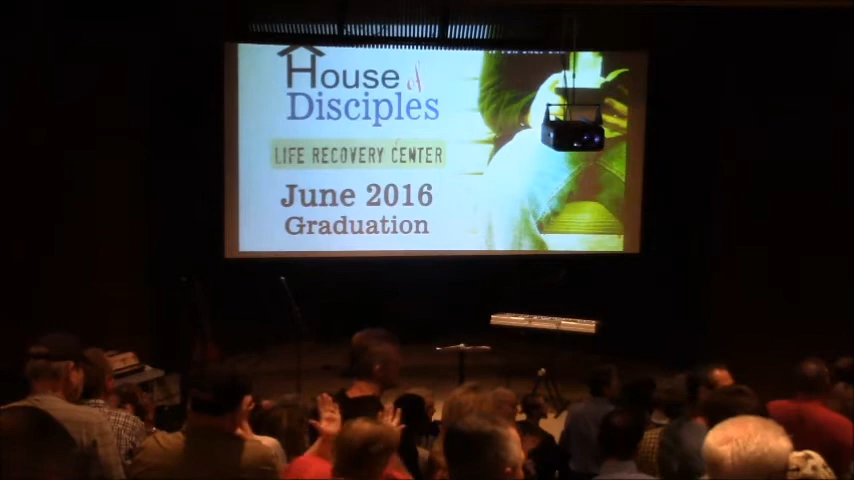 House of
Disciples
LIFE RECOVERY CENTER
June 2016
Graduation